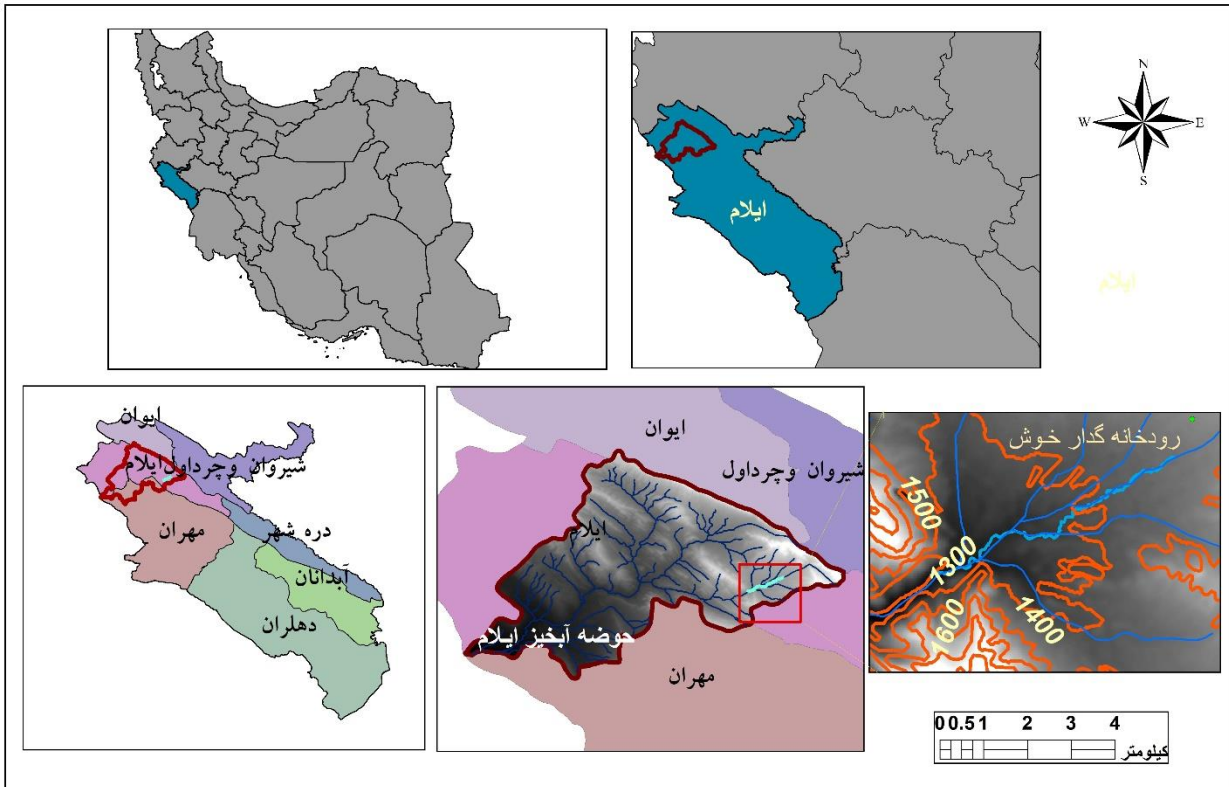 N
W E
S
ایلام
ایلام
ایوان
شیروان وچرداول
ایلام
مهران
دره شهر
آبدانان
دهلران
ایوان
شیروان وچرداول
ایلام
حوضه آبخیز ایلام
مهران
رودخانه گدار خوش
1500
1300
1600
1400
0 0.5 1 2 3 4
کیلومتر